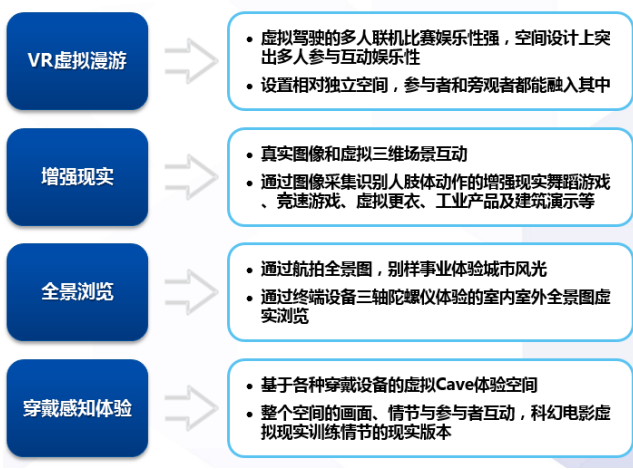 VR虚拟漫游
• 虚拟驾驶的多人联机比赛娱乐性强，空间设计上突
出多人参与互动娱乐性
• 设置相对独立空间，参与者和旁观者都能融入其中
增强现实
• 真实图像和虚拟三维场景互动
• 通过图像采集识别人肢体动作的增强现实舞蹈游戏
、竞速游戏、虚拟更衣、工业产品及建筑演示等
全景浏览
• 通过航拍全景图，别样事业体验城市风光
• 通过终端设备三轴陀螺仪体验的室内室外全景图虚
实浏览
穿戴感知体验
• 基于各种穿戴设备的虚拟Cave体验空间
• 整个空间的画面、情节与参与者互动，科幻电影虚
拟现实训练情节的现实版本